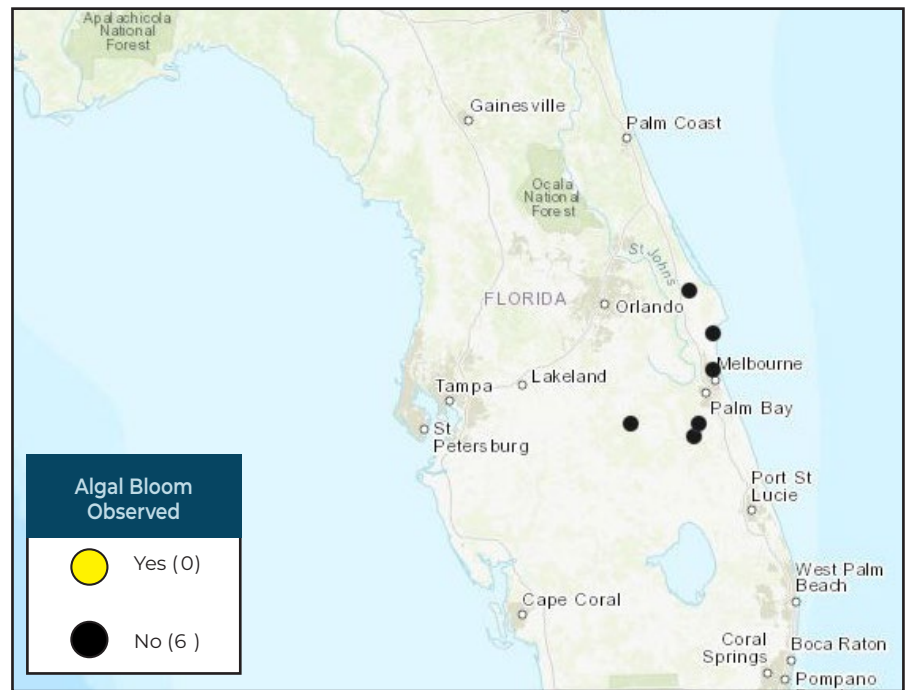 Apalachicola
National
Forest
Gainesville
Palm Coast
Ocala
National
Forest
St Johns
FLORIDA
Orlando
Melbourne
Lakeland
Tampa
Palm Bay
St
Petersburg
Port St
Lucie
West Palm
Beach
Cape Coral
Coral
Springs
Boca Raton
Pompano
Algal Bloom
Observed
Yes (0)
No (6 )